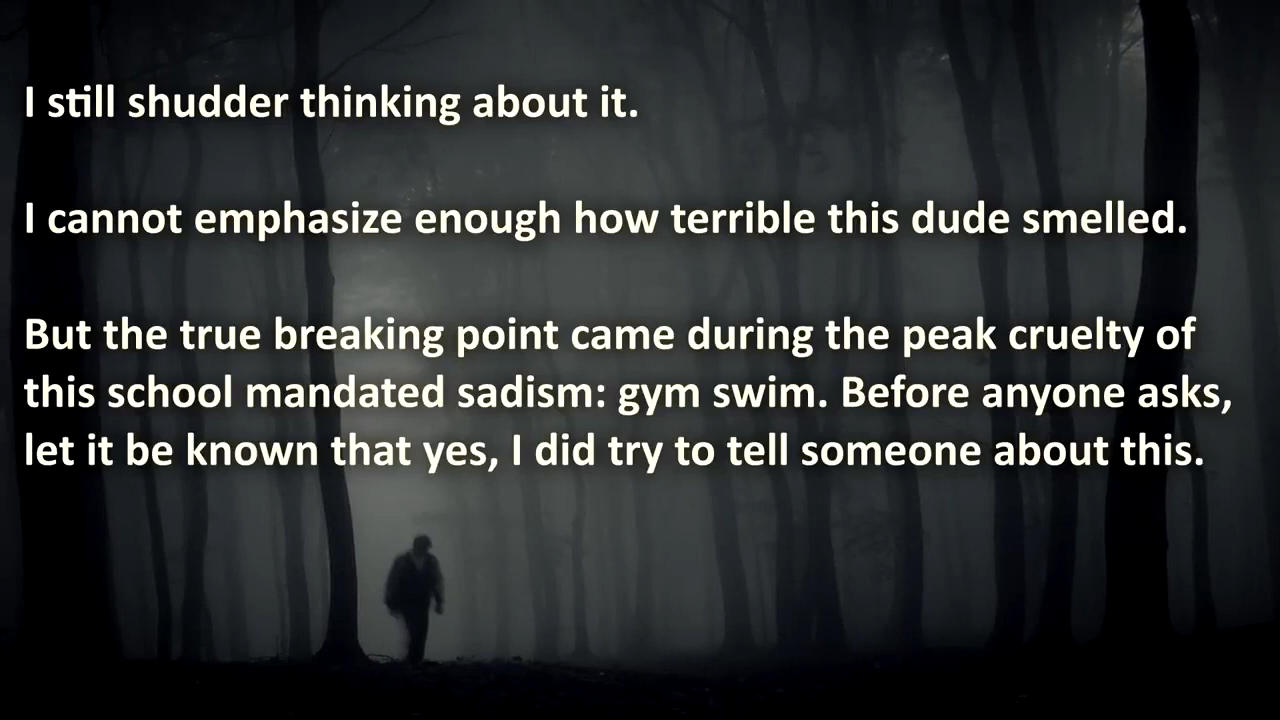 I still shudder thinking about it.
I cannot emphasize enough how terrible this dude smelled.
But the true breaking point came during the peak cruelty of
this school mandated sadism: gym swim. Before anyone asks,
let it be known that yes, I did try to tell someone about this.